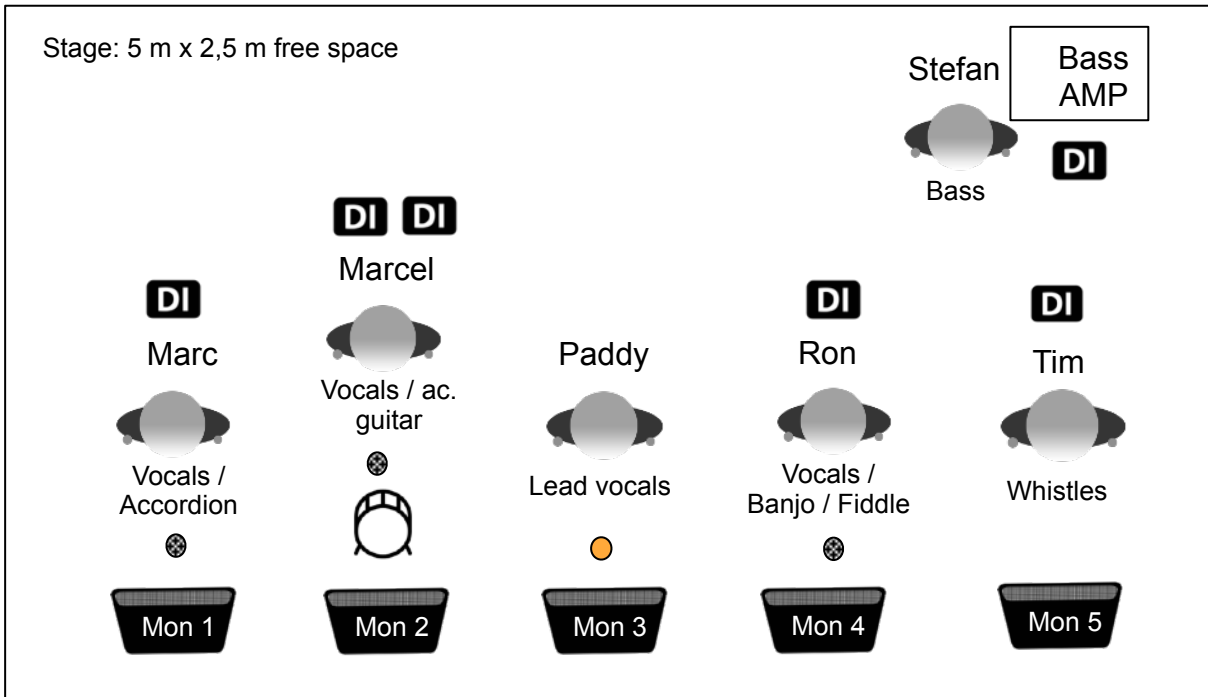 Stage: 5 m x 2,5 m free space
Stefan
Bass
AMP
DI
Bass
DI DI
Marcel
Vocals / ac.
guitar
DI
Marc
Vocals /
Accordion
Paddy
Lead vocals
DI
Ron
Vocals /
Banjo / Fiddle
DI
Tim
Whistles
Mon 1
Mon 2
Mon 3
Mon 4
Mon 5